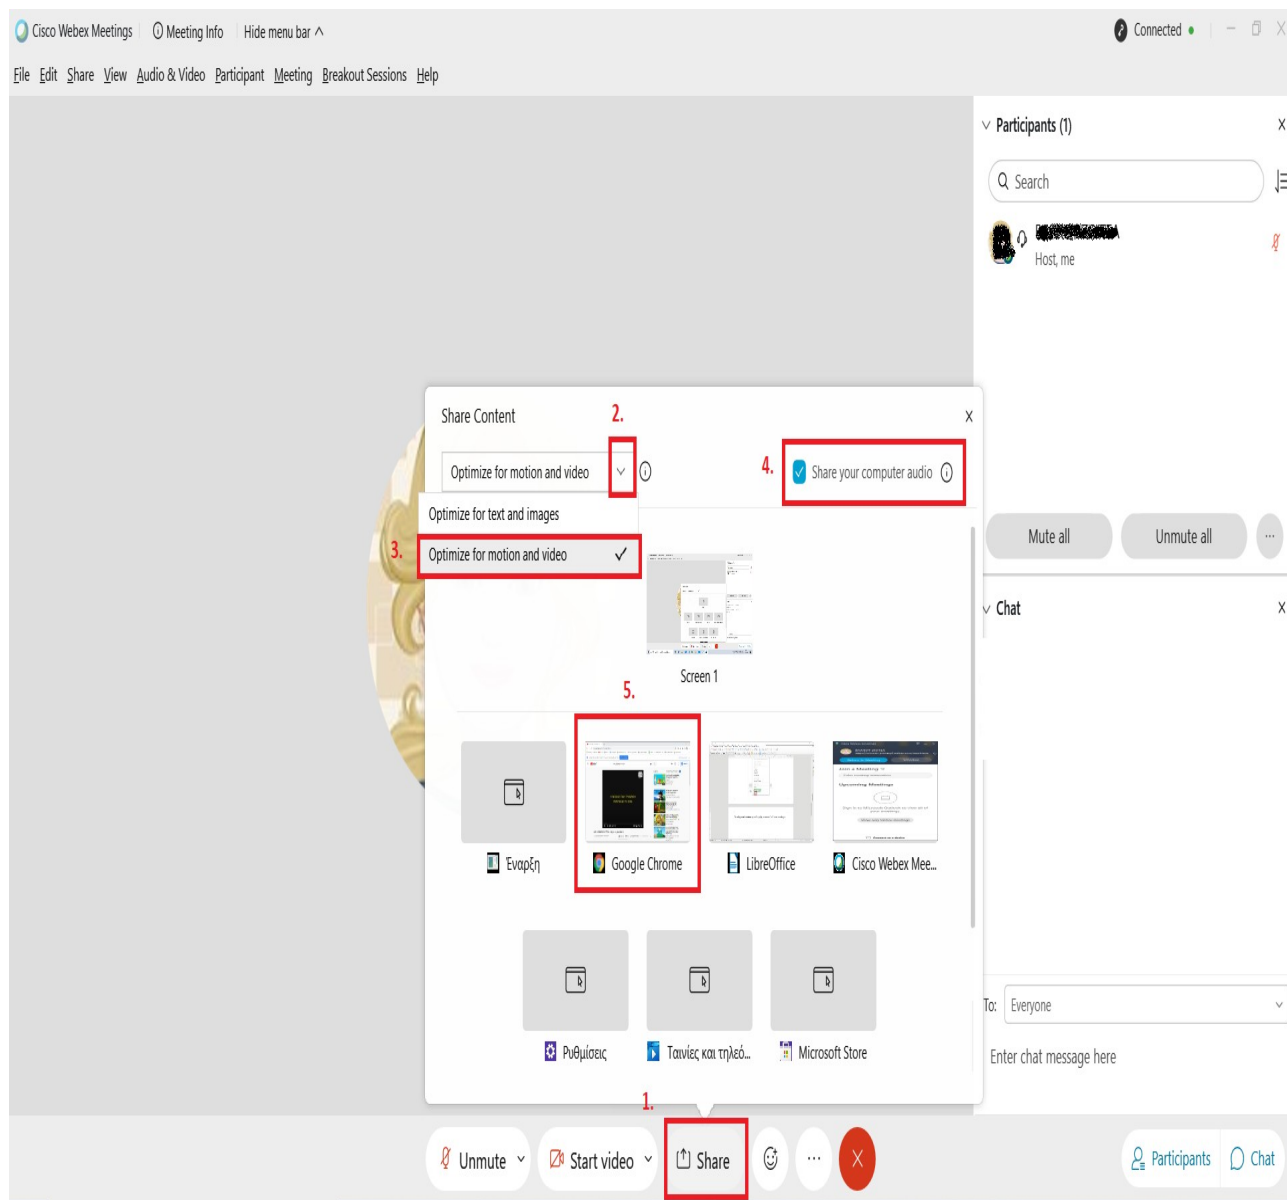 Cisco Webex Meetings Meeting Info Hide menu bar Connected
File Edit Share View Audio & Video Participant Meeting Breakout Sessions Help
Participants (1)
Search
Host, me
Mute all Unmute all
Chat
Share Content 2.
Optimize for motion and video 4. Share your computer audio
Optimize for text and images
3. Optimize for motion and video
Screen 1
5.
Έναρξη Google Chrome LibreOffice Cisco Webex Mee...
Ρυθμίσεις Ταινίες και τηλεό... Microsoft Store
To: Everyone
Enter chat message here
1.
Unmute Start video Share Participants Chat